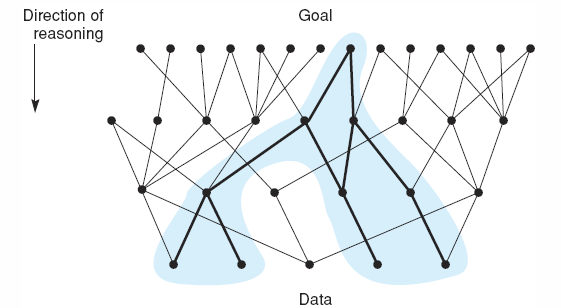 Direction of
reasoning
Goal
Data